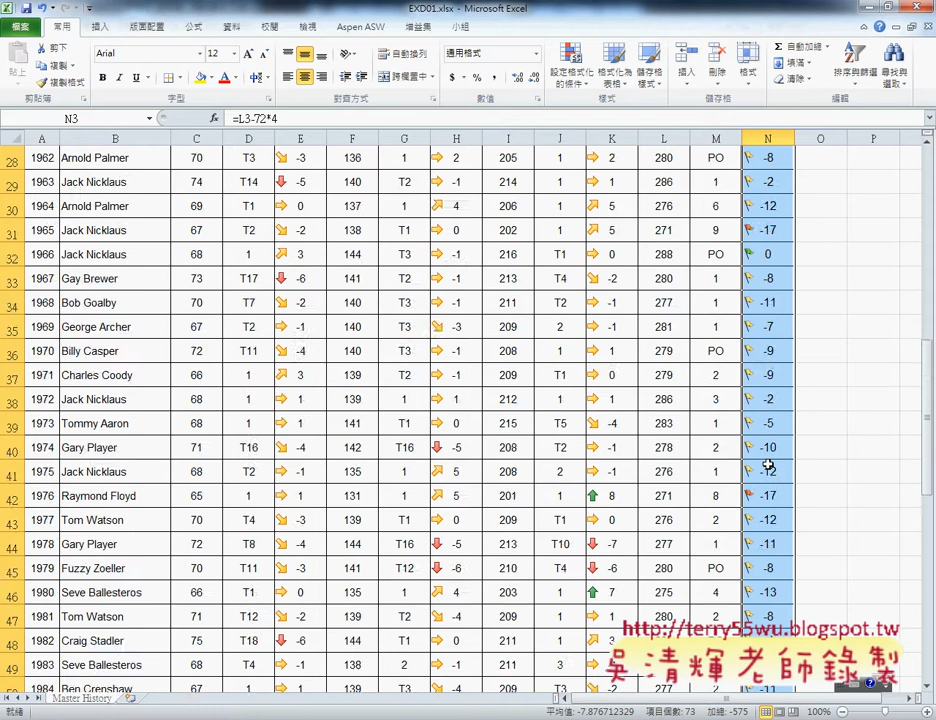 EXD01.xlsx - Microsoft Excel
檔案 常用 插入 版面配置 公式 資料 校閱 檢視 Aspen ASW 增益集 小組
貼上 剪下 複製 複製格式 剪貼簿
Arial 12 B I U 字型
自動換列 跨欄置中 對齊方式
通用格式 $ % , 數值
設定格式化的條件 格式化為表格 儲存格樣式 樣式
插入 刪除 格式 儲存格
Σ 自動加總 填滿 清除 排序與篩選 尋找與選取 編輯
N3 fx =L3-72*4
A B C D E F G H I J K L M N O P
28 1962 Arnold Palmer 70 T3 -3 136 1 2 205 1 2 280 PO -8
29 1963 Jack Nicklaus 74 T14 -5 140 T2 -1 214 1 1 286 1 -2
30 1964 Arnold Palmer 69 T1 0 137 1 4 206 1 5 276 6 -12
31 1965 Jack Nicklaus 68 T2 -2 138 T1 0 202 1 5 271 9 -17
32 1966 Jack Nicklaus 68 1 3 144 T3 -1 216 T1 0 288 PO 0
33 1967 Gay Brewer 73 T17 -6 141 T2 -1 213 T4 -2 280 1 -8
34 1968 Bob Goalby 70 T7 -2 140 T3 -1 211 T2 -1 277 1 -11
35 1969 George Archer 67 T2 -1 140 T3 -3 209 2 -1 281 1 -7
36 1970 Billy Casper 72 T11 -4 140 T3 -1 208 1 1 279 PO -9
37 1971 Charles Coody 66 1 3 139 T2 -1 209 T1 0 279 2 -9
38 1972 Jack Nicklaus 68 1 1 139 1 1 209 1 1 286 3 -2
39 1973 Tommy Aaron 68 1 1 141 T1 0 215 T5 -4 283 1 -5
40 1974 Gary Player 71 T16 -4 142 T16 -5 208 T2 -1 278 2 -10
41 1975 Jack Nicklaus 68 T2 -1 135 1 5 208 2 -1 276 1 -12
42 1976 Raymond Floyd 65 1 1 131 1 5 201 1 8 271 8 -17
43 1977 Tom Watson 70 T4 -3 140 T1 0 209 T1 0 276 2 -12
44 1978 Gary Player 72 T8 -4 144 T16 -5 213 T10 -7 277 1 -11
45 1979 Fuzzy Zoeller 70 T11 -3 142 T12 -6 210 T4 -6 280 PO -8
46 1980 Seve Ballesteros 66 T1 0 135 1 4 203 1 7 275 4 -13
47 1981 Tom Watson 71 T12 -2 139 T2 -4 209 1 1 280 2 -8
48 1982 Craig Stadler 75 T18 -6 144 T1 0 211 1 3
49 1983 Seve Ballesteros 68 T4 -1 140 2 -1 211 3
1984 Ben Crenshaw 67
http://terry55wu.blogspot.tw
吳清輝老師錄製
Master History
就緒 平均值: -7.876712329 項目個數: 73 加總: -575 100%